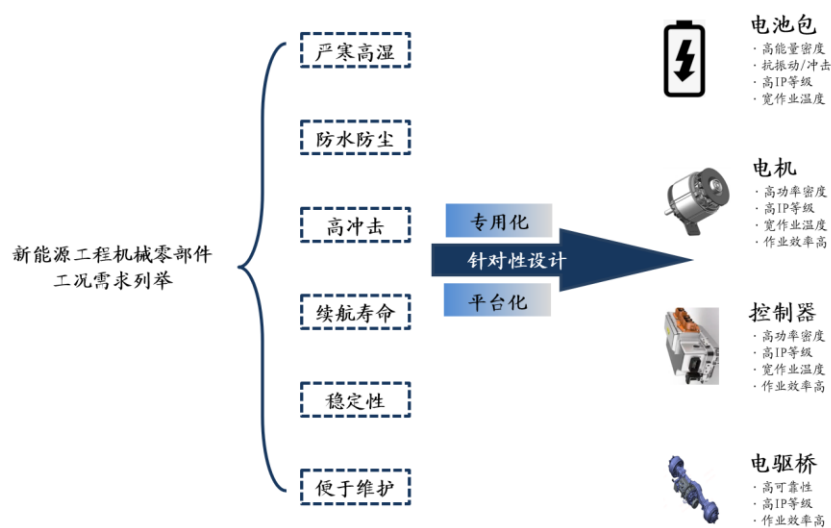 新能源工程机械零部件
工况需求列举
严寒高湿
防水防尘
高冲击
续航寿命
稳定性
便于维护
专用化
针对性设计
平台化
电池包
· 高能量密度
· 抗振动/冲击
· 高IP等级
· 宽作业温度
电机
· 高功率密度
· 高IP等级
· 宽作业温度
· 作业效率高
控制器
· 高功率密度
· 高IP等级
· 宽作业温度
· 作业效率高
电驱桥
· 高可靠性
· 高IP等级
· 作业效率高